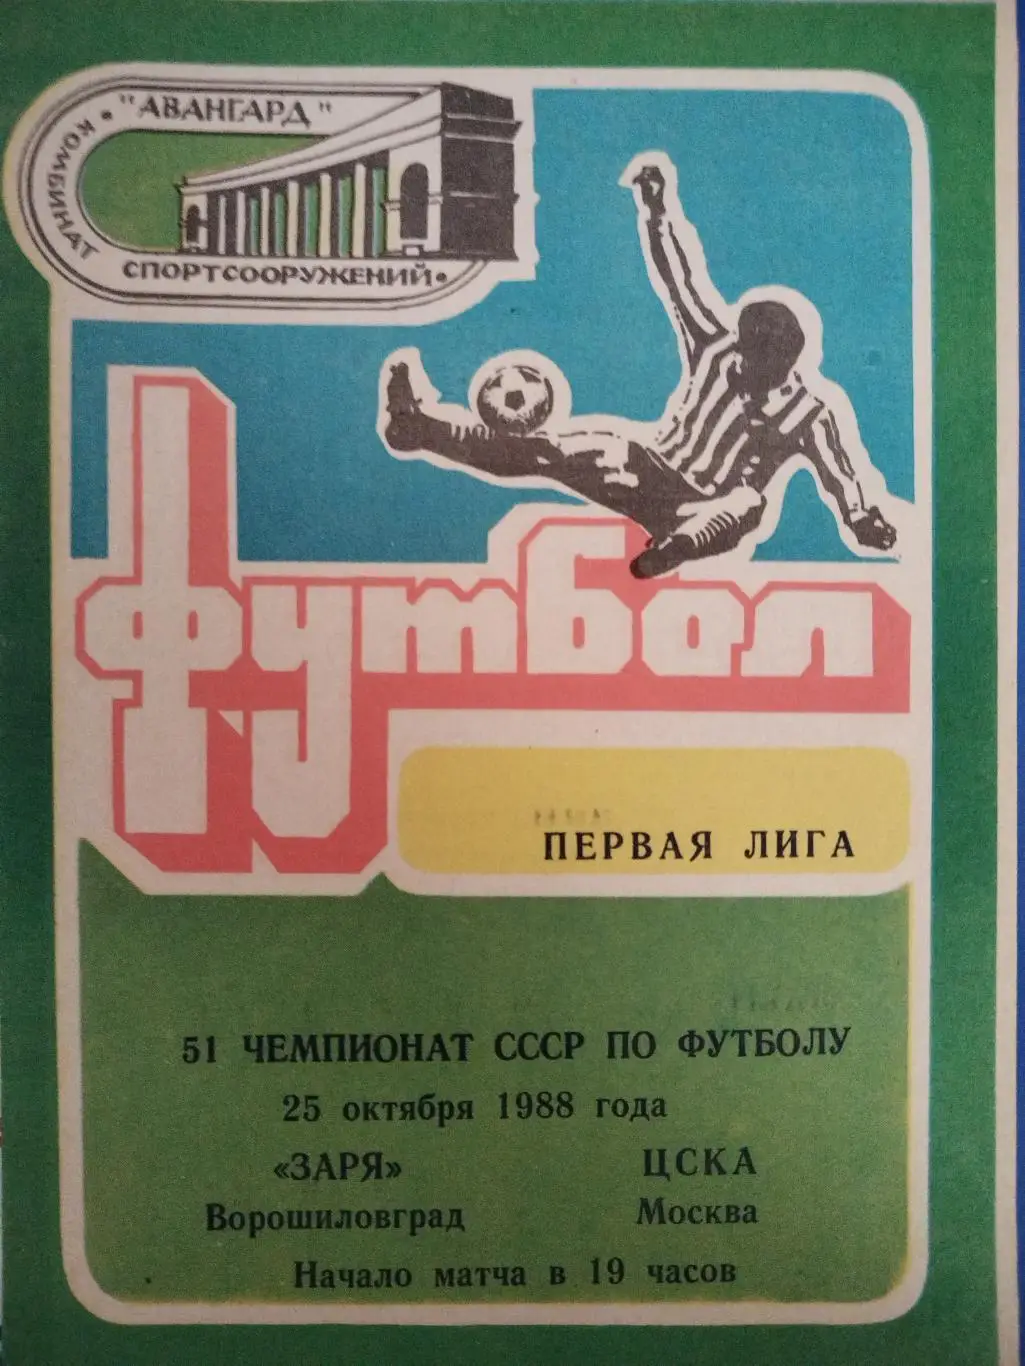 "АВАНГАРД"
• КОМБИНАТ
СПОРТСООРУЖЕНИЙ •
футбол
ПЕРВАЯ ЛИГА
51 ЧЕМПИОНАТ СССР ПО ФУТБОЛУ
25 октября 1988 года
«ЗАРЯ» ЦСКА
Ворошиловград Москва
Начало матча в 19 часов